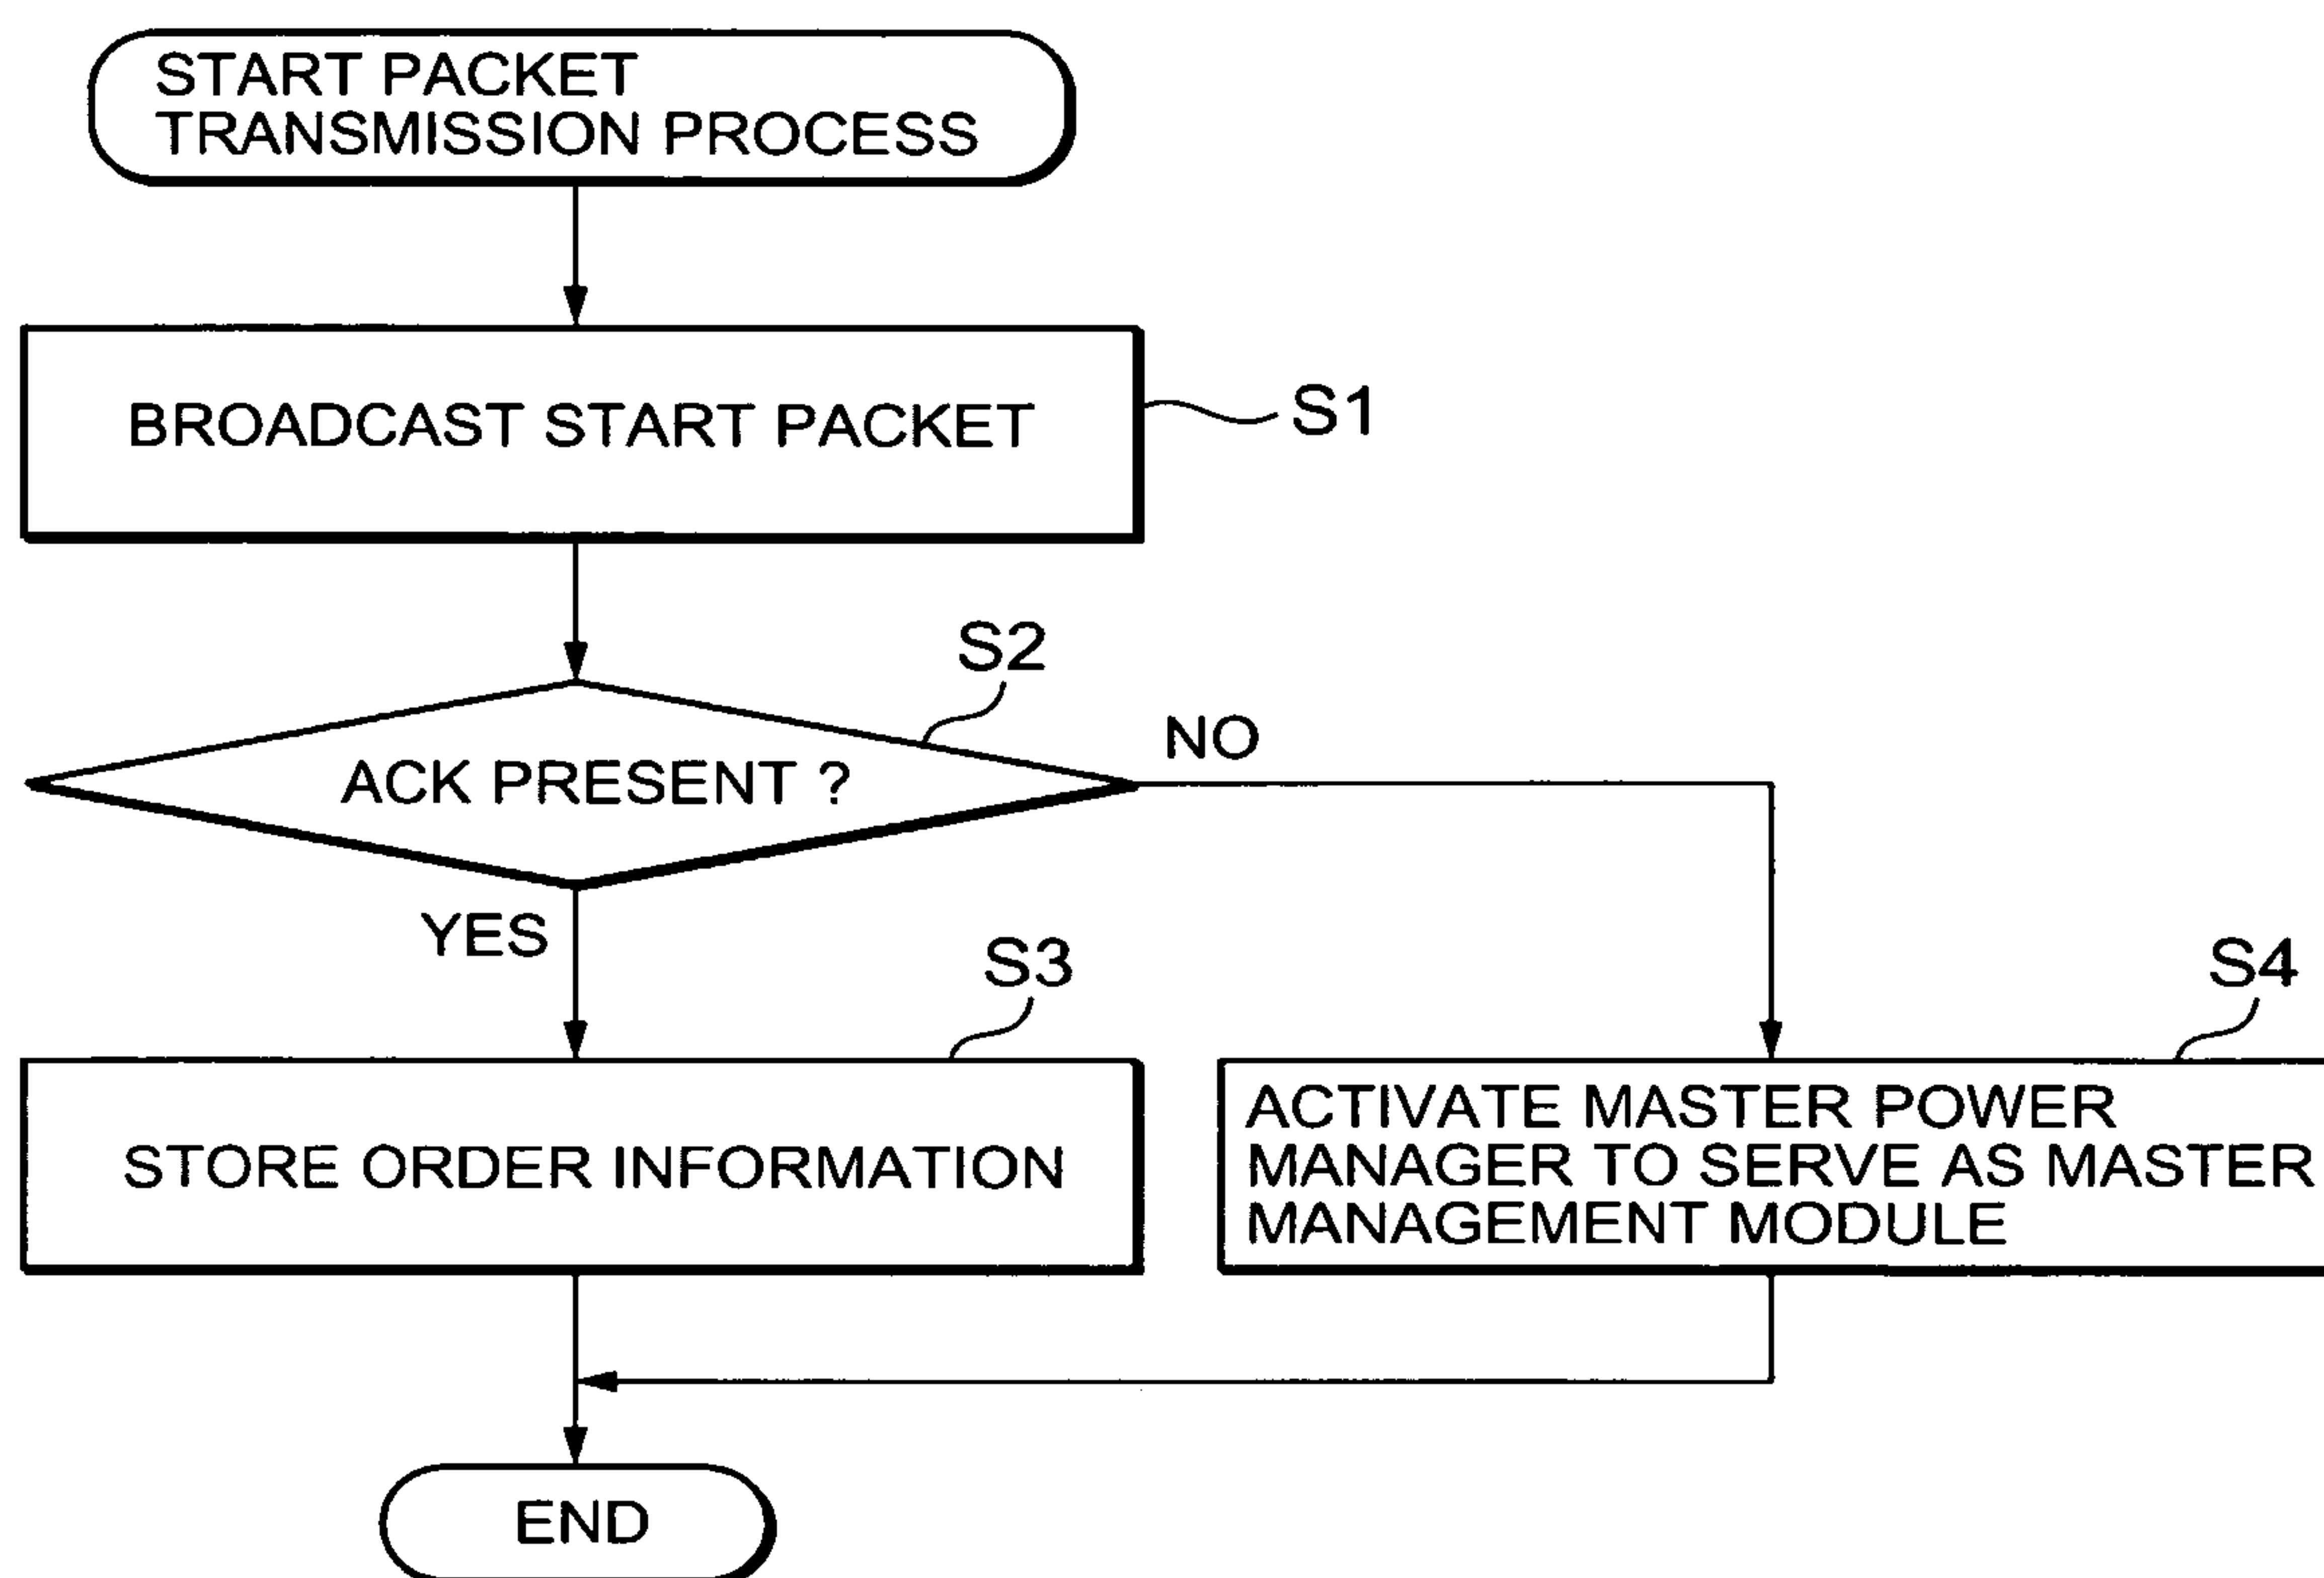 START PACKET
TRANSMISSION PROCESS
BROADCAST START PACKET
S1
S2
ACK PRESENT ?
NO
YES
S3
STORE ORDER INFORMATION
S4
ACTIVATE MASTER POWER
MANAGER TO SERVE AS MASTER
MANAGEMENT MODULE
END